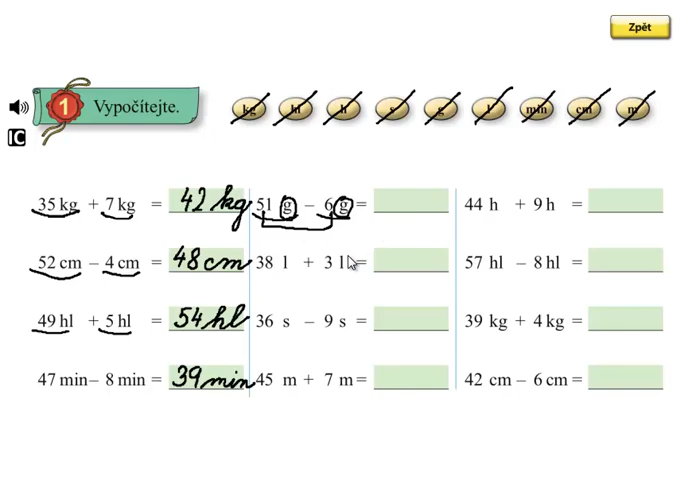 Zpět
1 Vypočítejte.
kg hl h s g l min cm m
35 kg + 7 kg = 42 kg
52 cm – 4 cm = 48 cm
49 hl + 5 hl = 54 hl
47 min – 8 min = 39 min
51 g – 6 g =
38 l + 3 l =
36 s – 9 s =
45 m + 7 m =
44 h + 9 h =
57 hl – 8 hl =
39 kg + 4 kg =
42 cm – 6 cm =